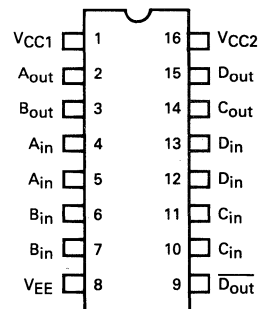 VCC1 1 16 VCC2
Aout 2 15 Dout
Bout 3 14 Cout
Ain 4 13 Din
Ain 5 12 Din
Bin 6 11 Cin
Bin 7 10 Cin
VEE 8 9 D̅o̅u̅t̅